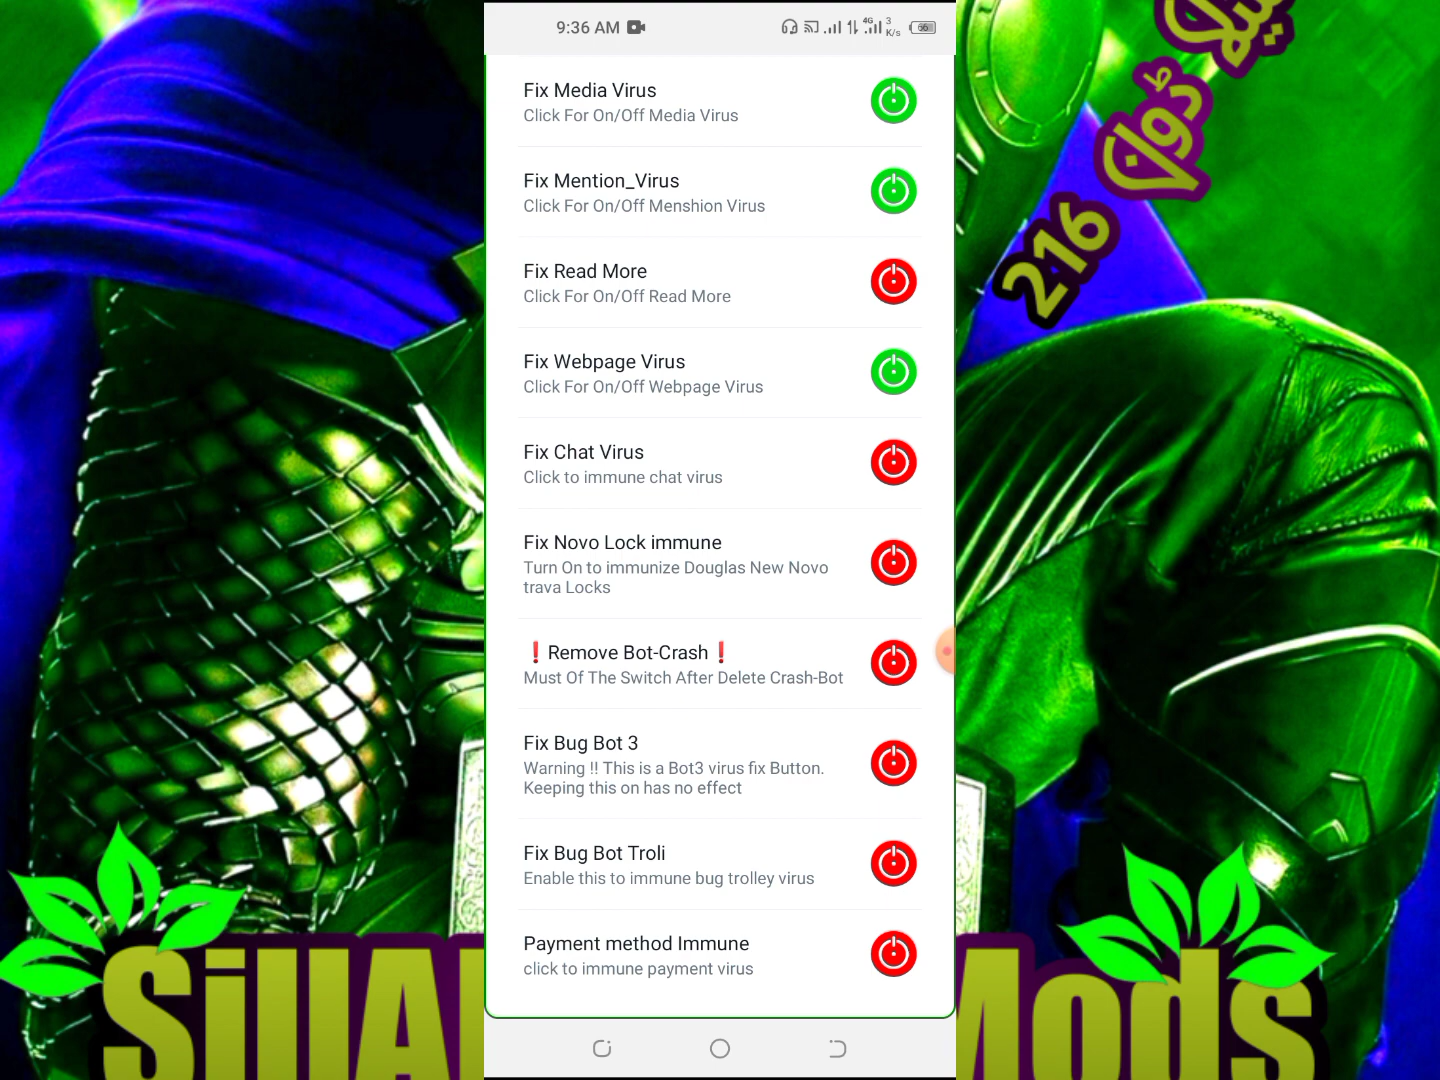 9:36 AM
4G
3
K/s
66
Fix Media Virus
Click For On/Off Media Virus
Fix Mention_Virus
Click For On/Off Menshion Virus
Fix Read More
Click For On/Off Read More
Fix Webpage Virus
Click For On/Off Webpage Virus
Fix Chat Virus
Click to immune chat virus
Fix Novo Lock immune
Turn On to immunize Douglas New Novo
trava Locks
❗Remove Bot-Crash❗
Must Of The Switch After Delete Crash-Bot
Fix Bug Bot 3
Warning !! This is a Bot3 virus fix Button.
Keeping this on has no effect
Fix Bug Bot Troli
Enable this to immune bug trolley virus
Payment method Immune
click to immune payment virus
216